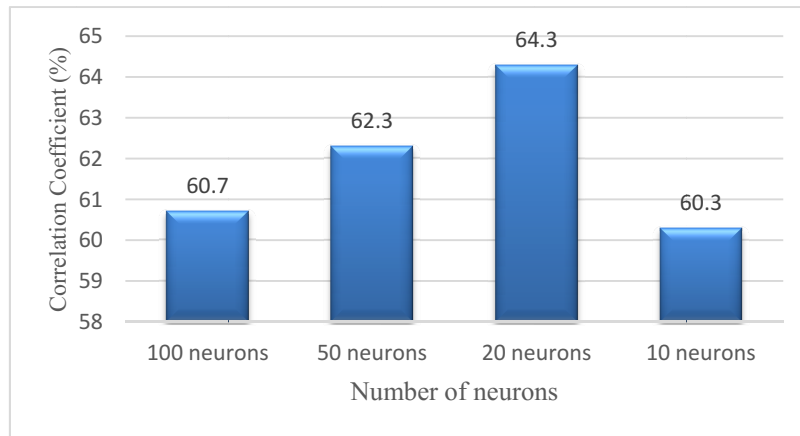 Correlation Coefficient (%)
65
64
63
62
61
60
59
58
60.7
62.3
64.3
60.3
100 neurons
50 neurons
20 neurons
10 neurons
Number of neurons